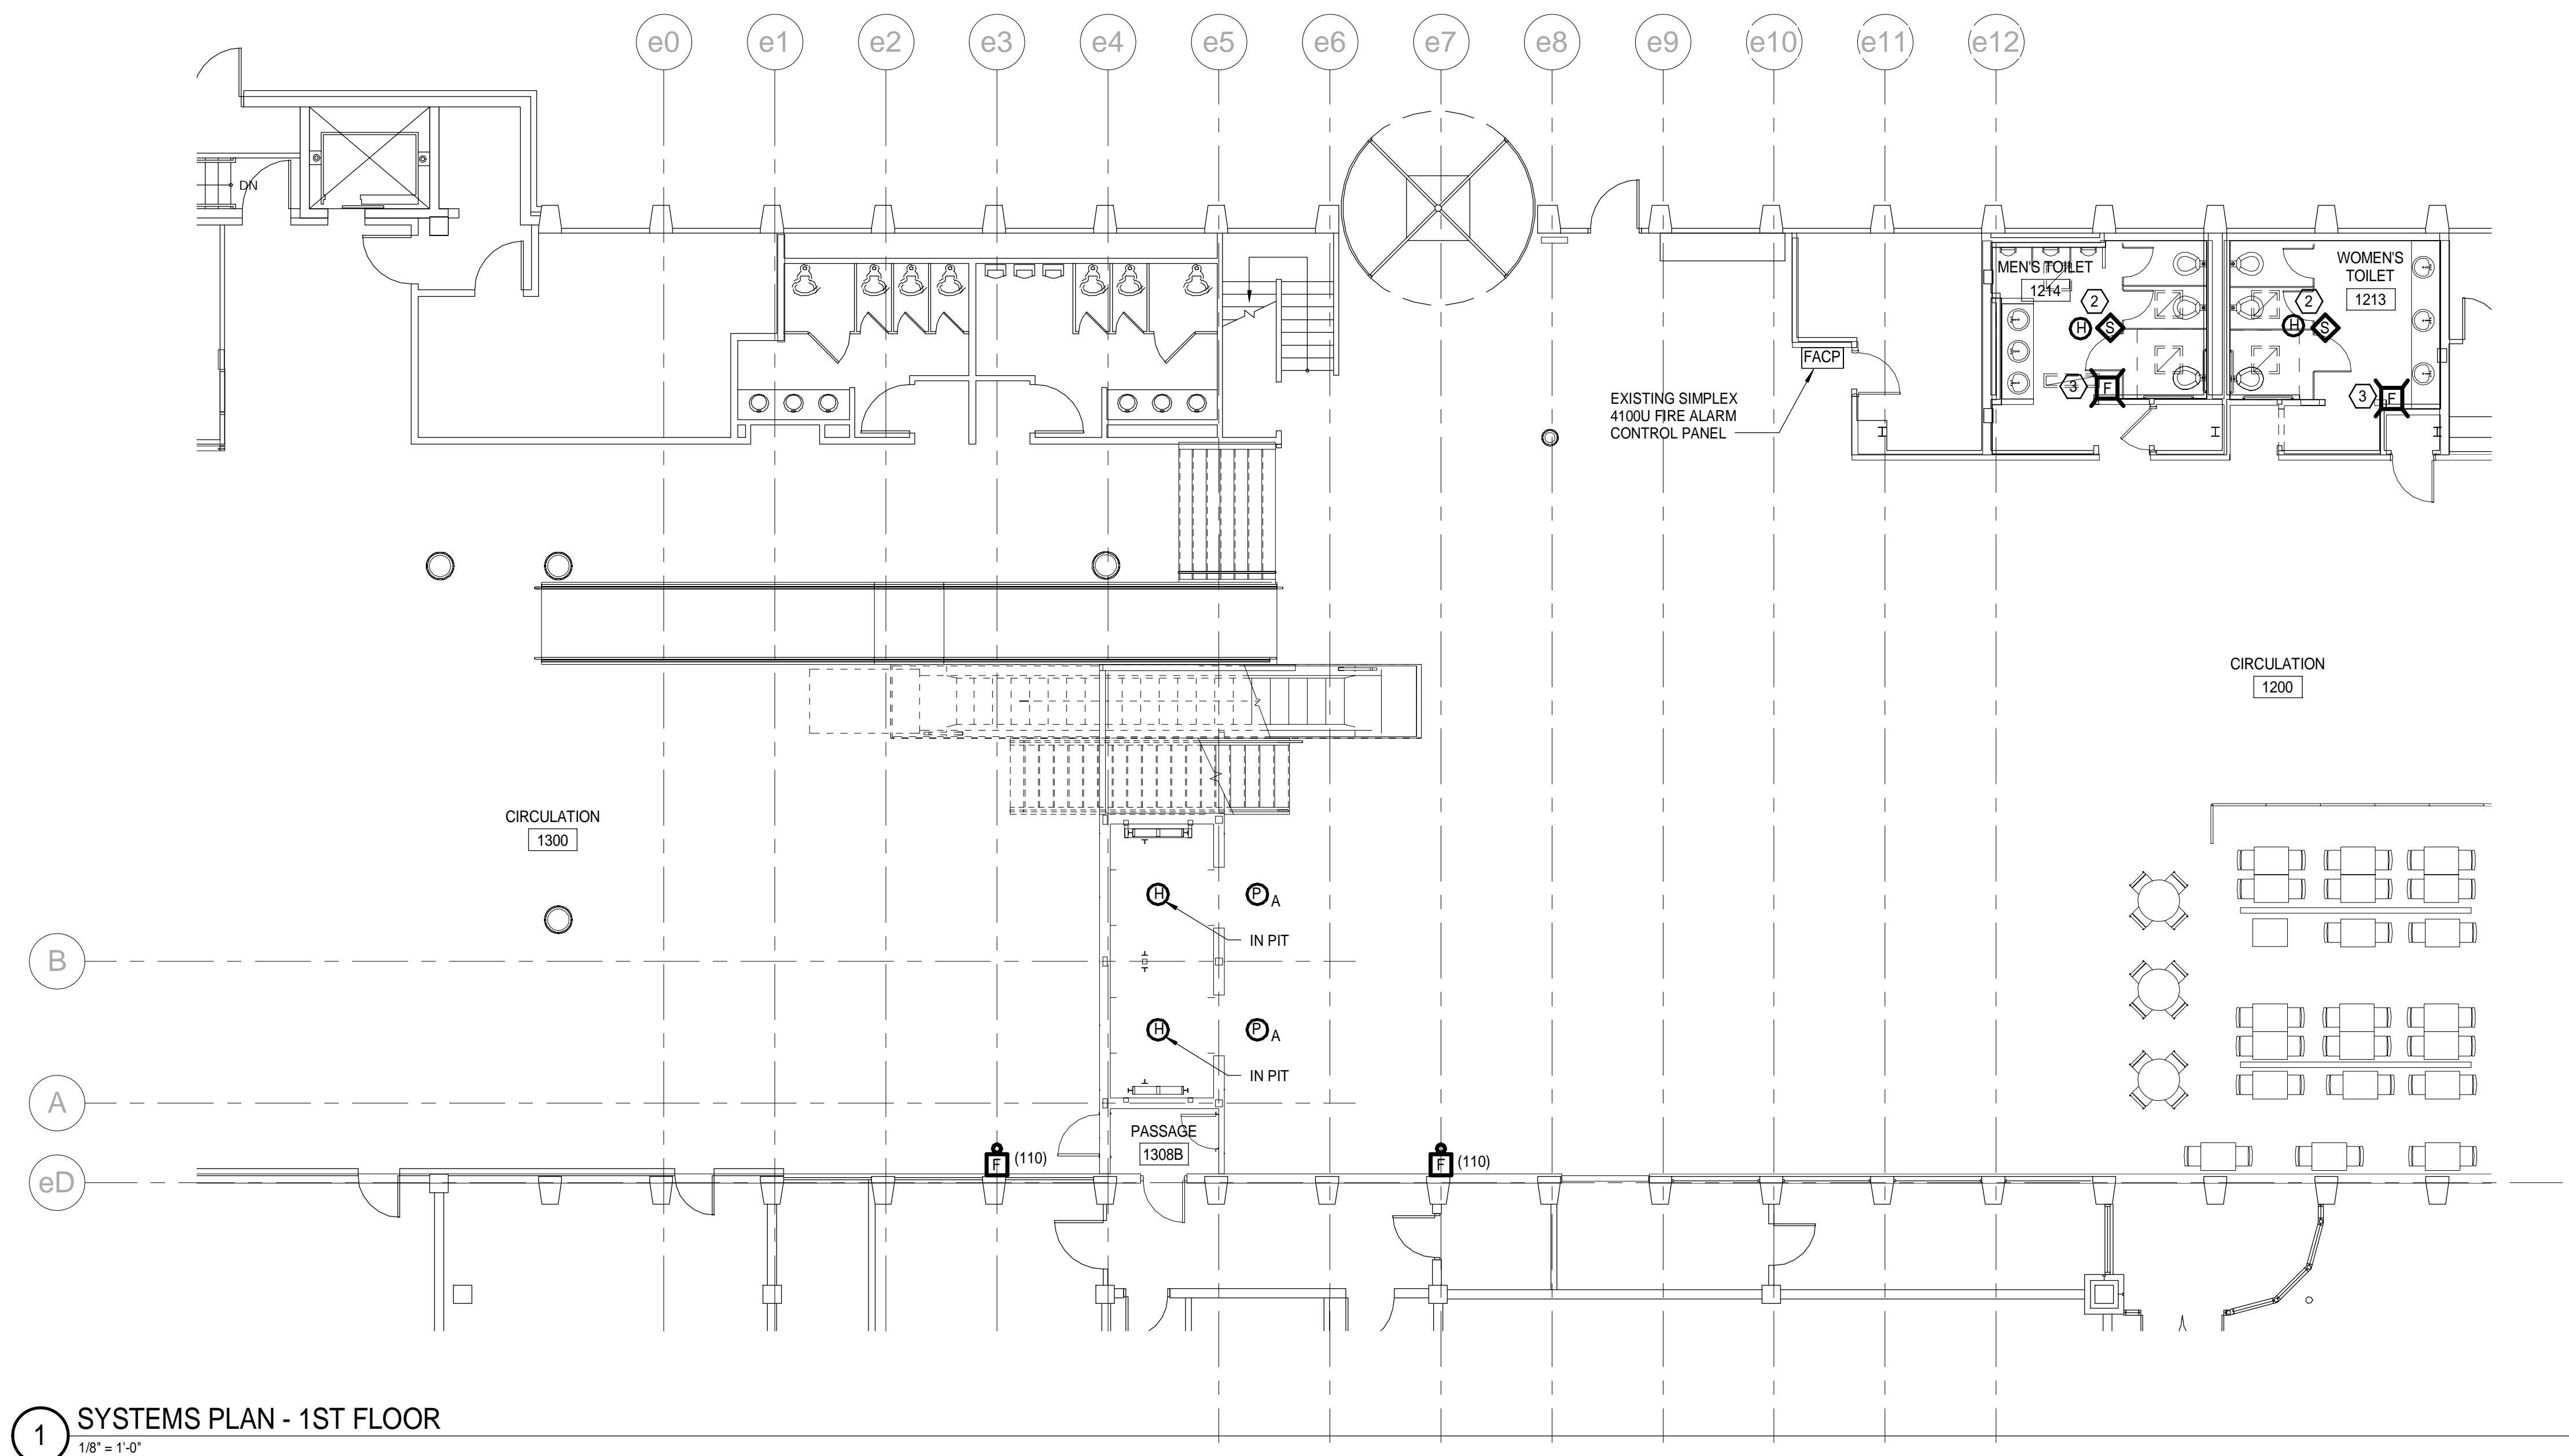 e0 e1 e2 e3 e4 e5 e6 e7 e8 e9 e10 e11 e12
DN
MEN'S TOILET
1214
WOMEN'S
TOILET
1213
2
2
H S
H S
3 F
3 F
FACP
EXISTING SIMPLEX
4100U FIRE ALARM
CONTROL PANEL
CIRCULATION
1200
CIRCULATION
1300
H
P A
IN PIT
B
H
P A
IN PIT
A
PASSAGE
1308B
F (110)
F (110)
eD
1
SYSTEMS PLAN - 1ST FLOOR
1/8" = 1'-0"